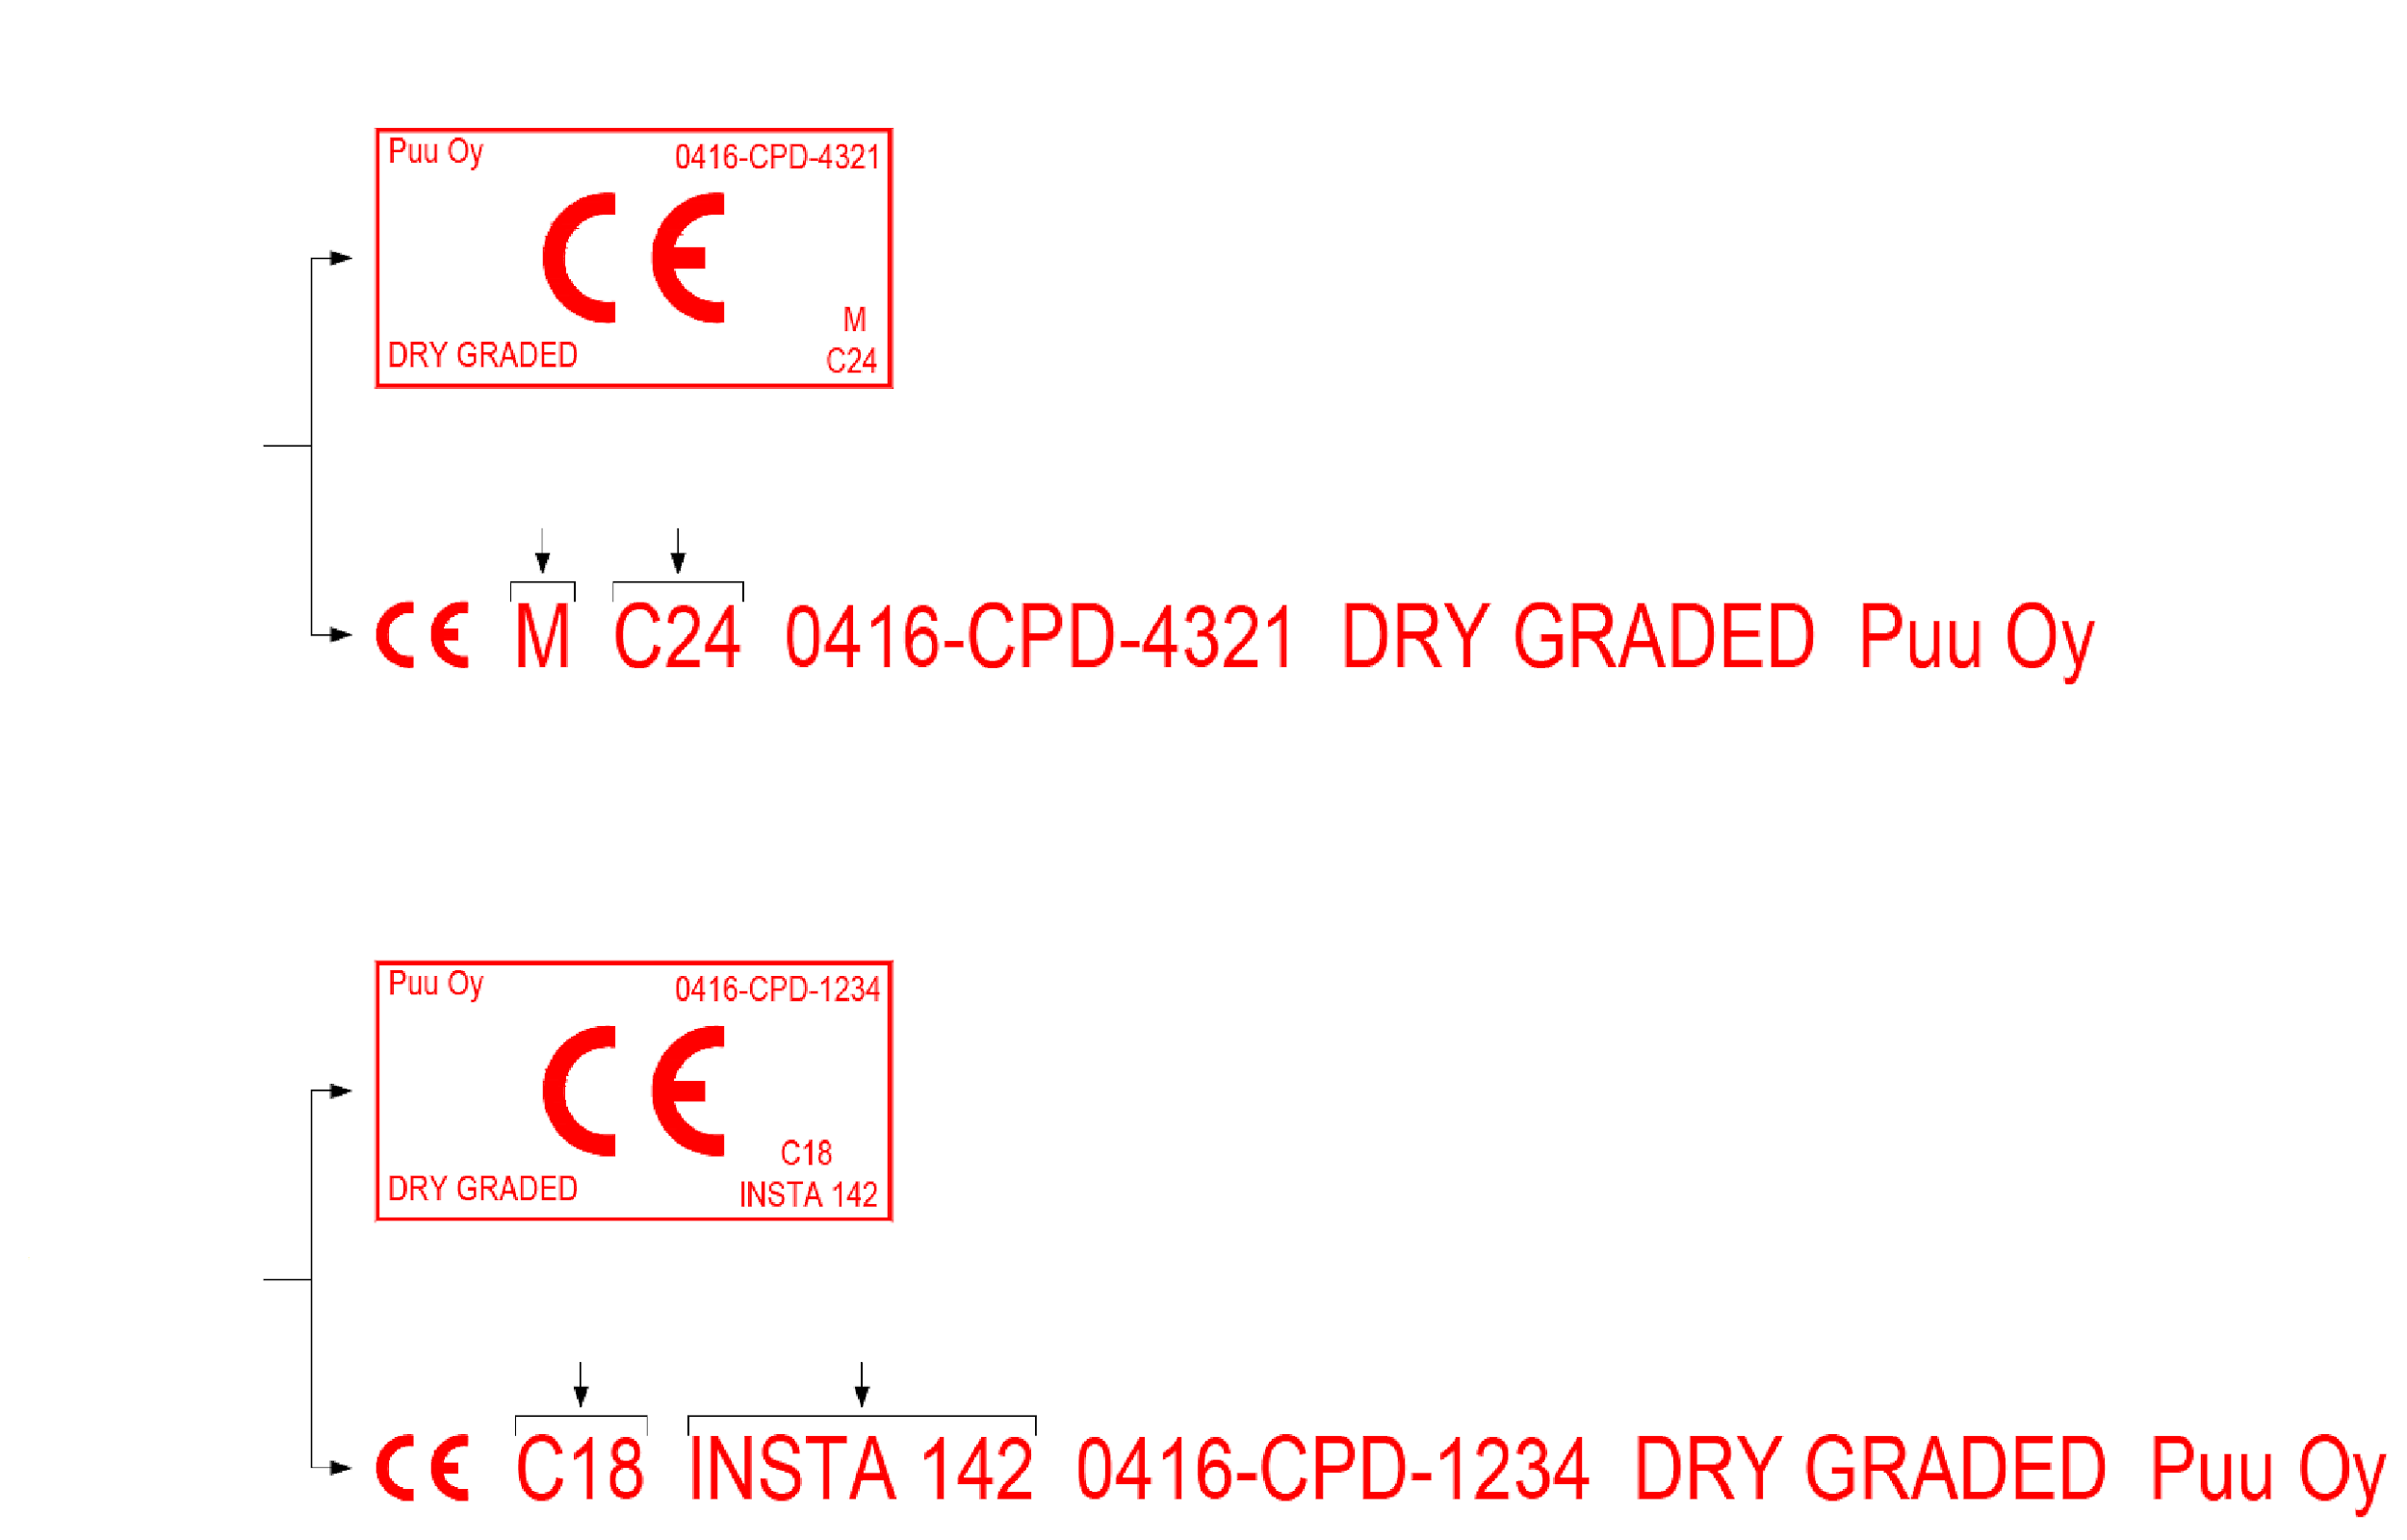 Puu Oy 0416-CPD-4321
CE
M
DRY GRADED C24
CE M C24 0416-CPD-4321 DRY GRADED Puu Oy
Puu Oy 0416-CPD-1234
CE
C18
DRY GRADED INSTA 142
CE C18 INSTA 142 0416-CPD-1234 DRY GRADED Puu Oy